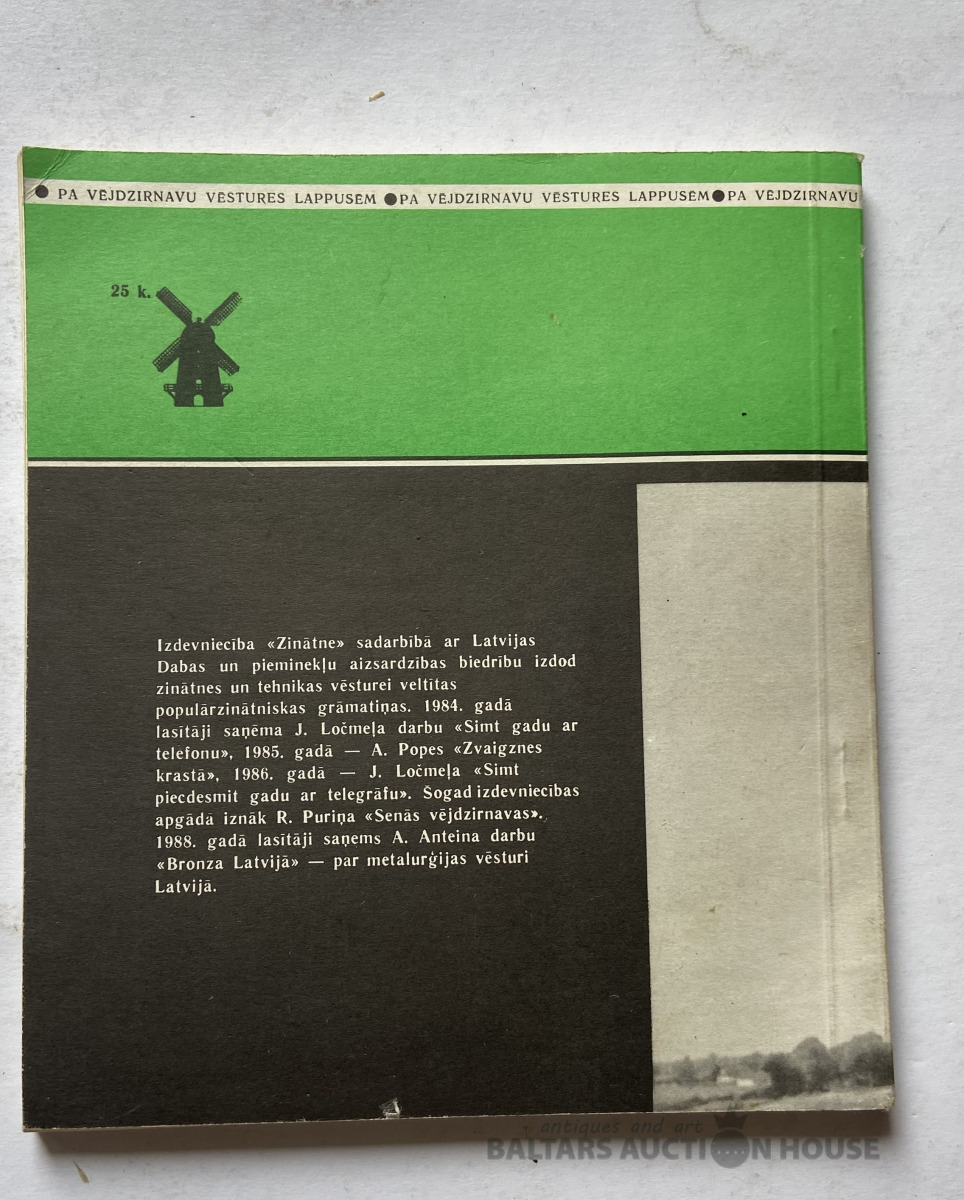 ● PA VĒJDZIRNAVU VĒSTURES LAPPUSĒM ● PA VĒJDZIRNAVU VĒSTURES LAPPUSĒM ● PA VĒJDZIRNAVU
25 k.
Izdevniecība «Zinātne» sadarbībā ar Latvijas
Dabas un pieminekļu aizsardzības biedrību izdod
zinātnes un tehnikas vēsturei veltītas
populārzinātniskas grāmatiņas. 1984. gadā
lasītāji saņēma J. Ločmeļa darbu «Simt gadu ar
telefonu», 1985. gadā — A. Popes «Zvaigznes
krastā», 1986. gadā — J. Ločmeļa «Simt
piecdesmit gadu ar telegrāfu». Šogad izdevniecības
apgādā iznāk R. Puriņa «Senās vējdzirnavas».
1988. gadā lasītāji saņems A. Anteina darbu
«Bronza Latvijā» — par metalurģijas vēsturi
Latvijā.
antiques and art
BALTARS AUCTION HOUSE